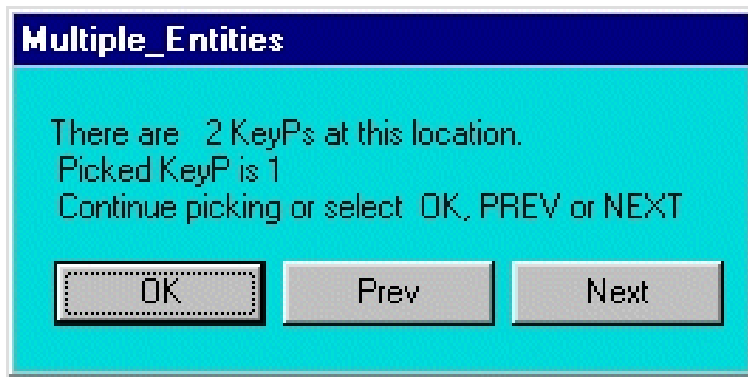 Multiple_Entities
There are 2 KeyPs at this location.
Picked KeyP is 1
Continue picking or select OK, PREV or NEXT
OK Prev Next